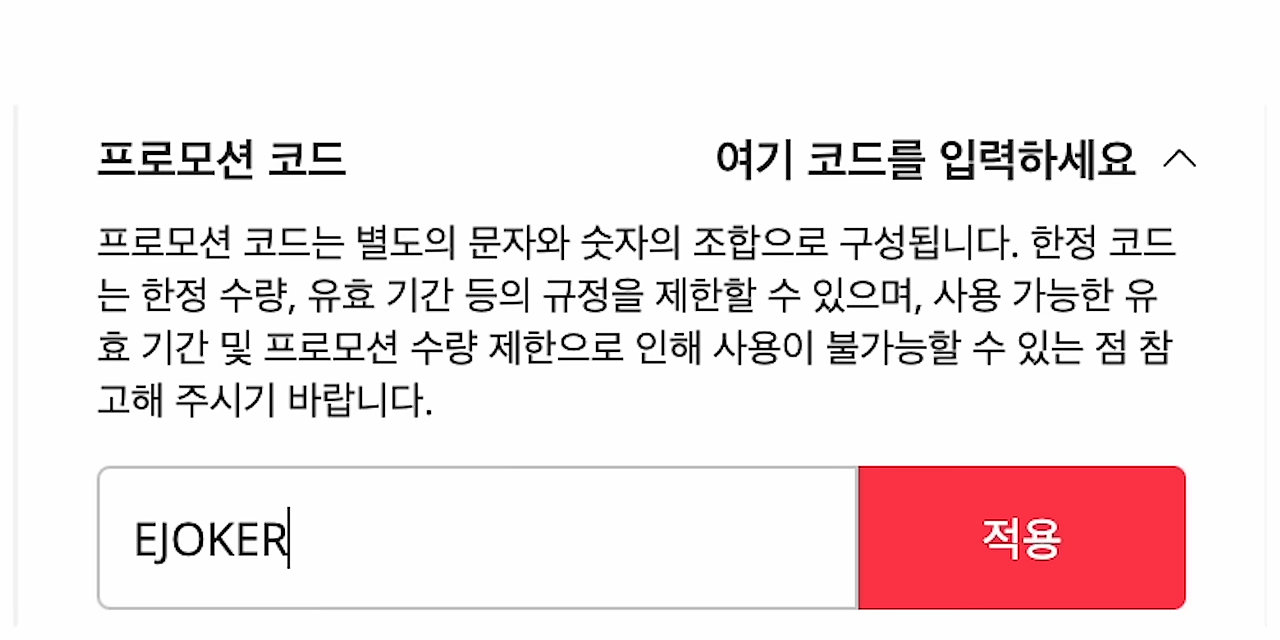 프로모션 코드
여기 코드를 입력하세요
프로모션 코드는 별도의 문자와 숫자의 조합으로 구성됩니다. 한정 코드
는 한정 수량, 유효 기간 등의 규정을 제한할 수 있으며, 사용 가능한 유
효 기간 및 프로모션 수량 제한으로 인해 사용이 불가능할 수 있는 점 참
고해 주시기 바랍니다.
EJOKER
적용